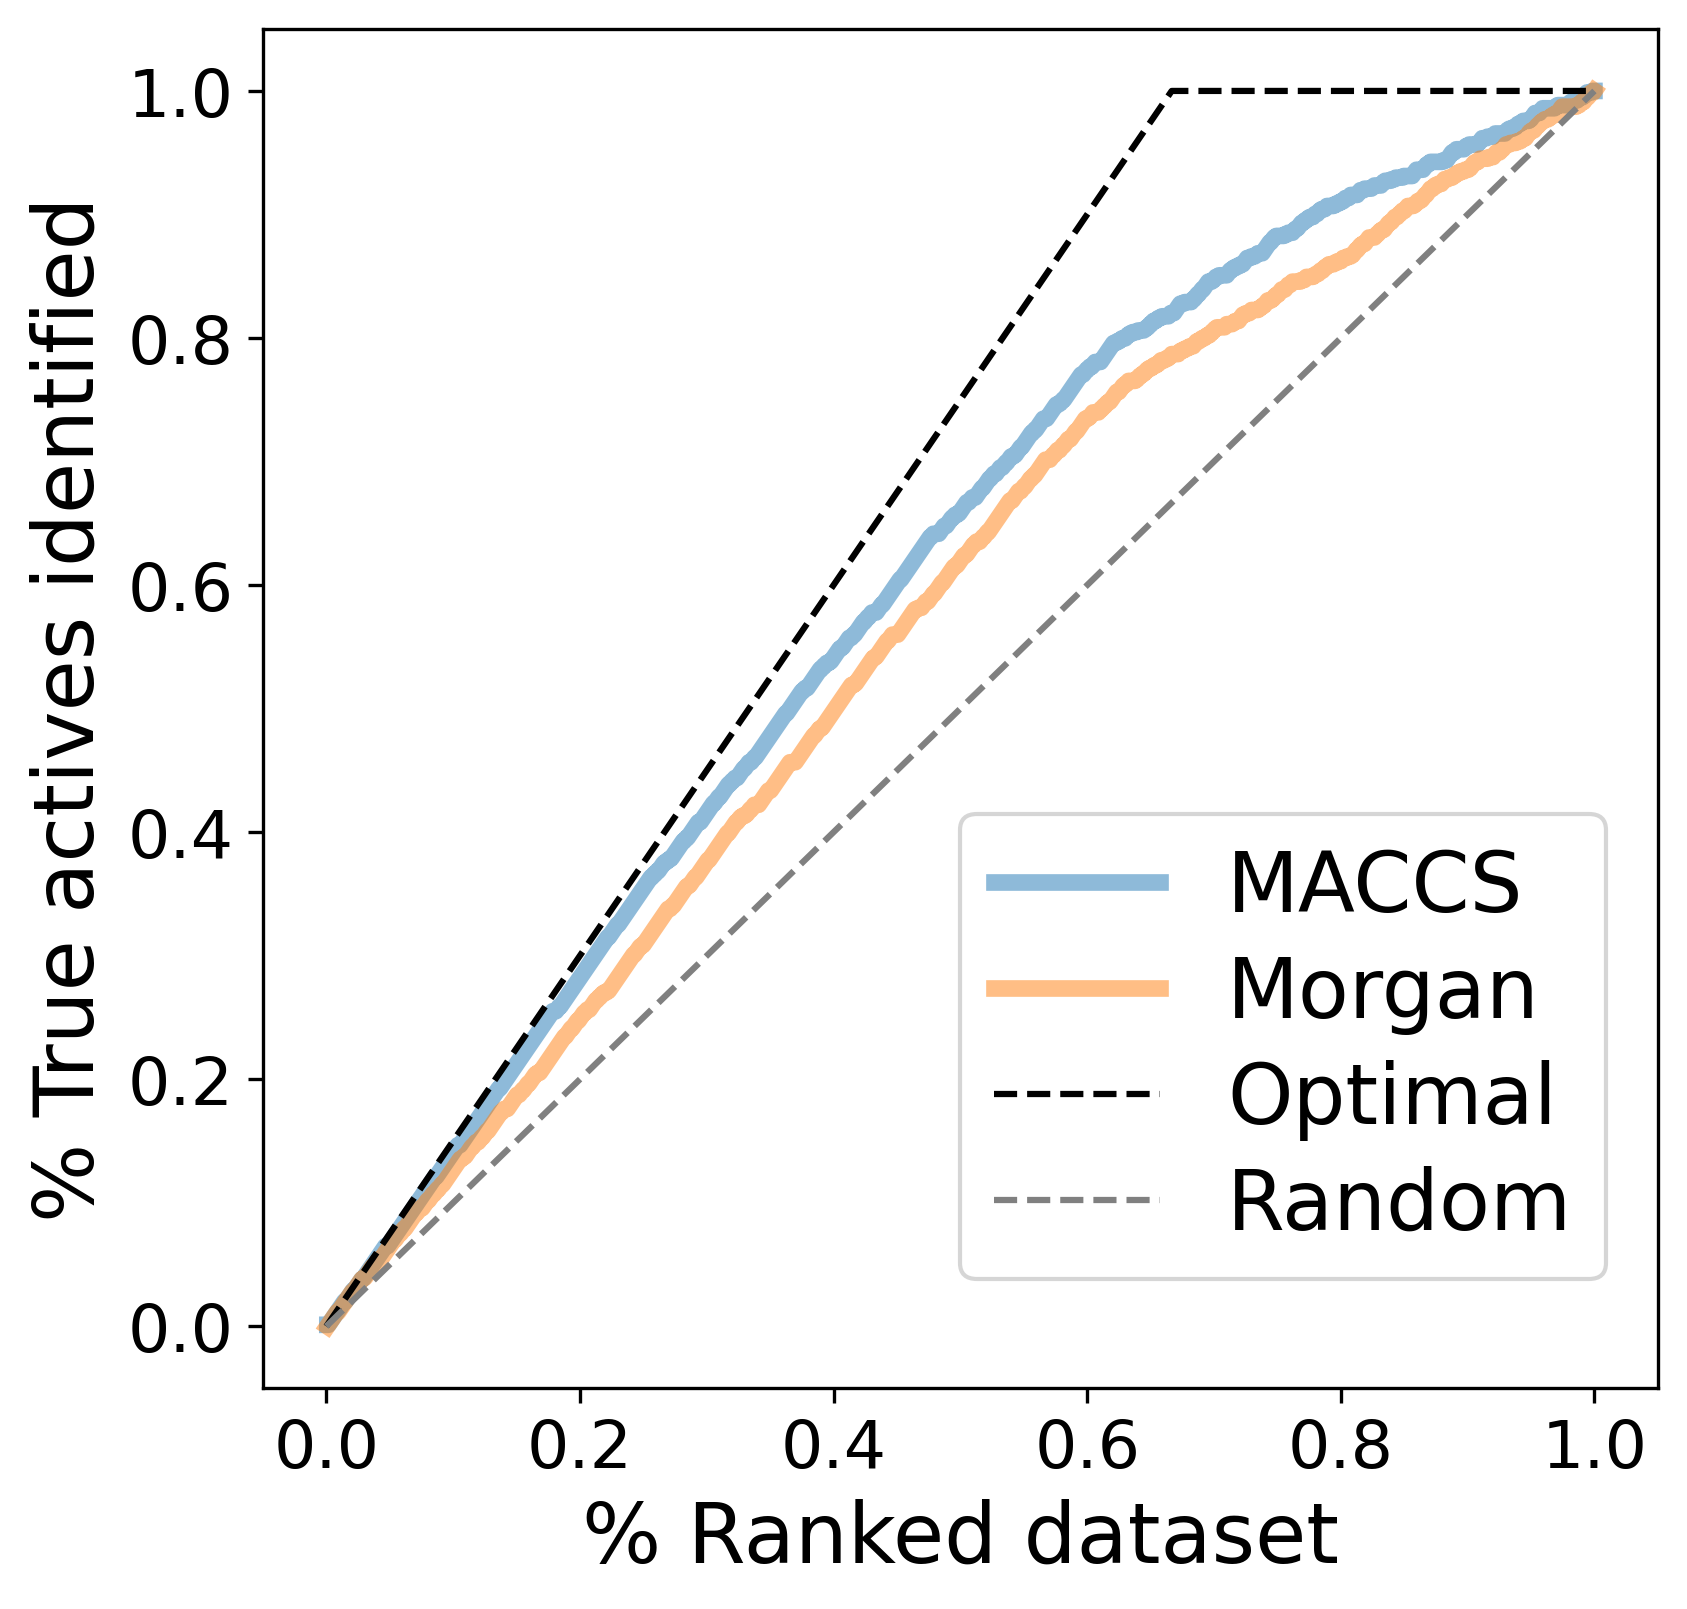 % True actives identified
1.0
0.8
0.6
0.4
0.2
0.0
MACCS
Morgan
Optimal
Random
0.0 0.2 0.4 0.6 0.8 1.0
% Ranked dataset